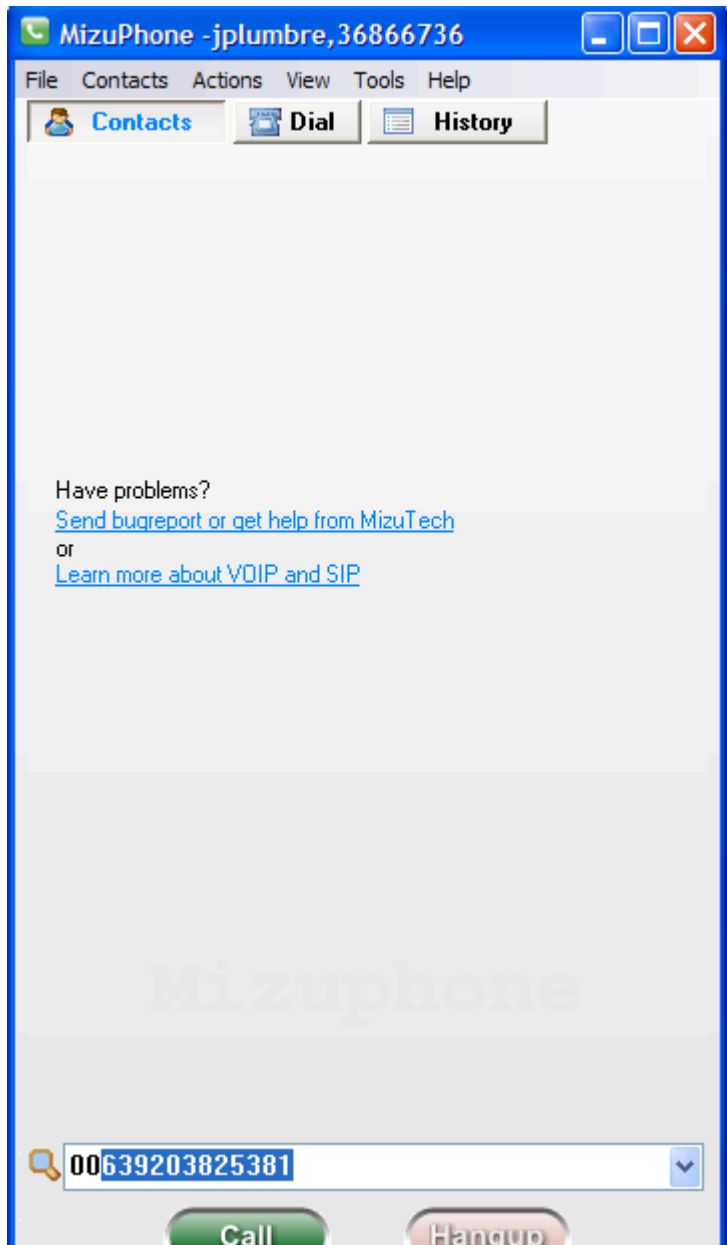 MizuPhone -jplumbre,36866736
File Contacts Actions View Tools Help
Contacts Dial History
Have problems?
Send bugreport or get help from MizuTech
or
Learn more about VOIP and SIP
Mizuphone
00639203825381
Call Hangup